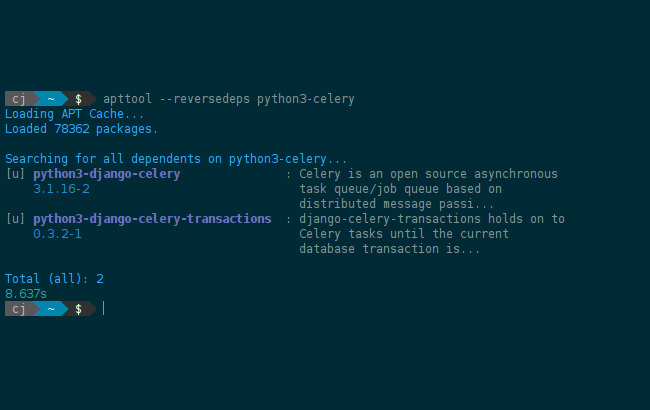 cj ~ $ apttool --reversedeps python3-celery
Loading APT Cache...
Loaded 78362 packages.
Searching for all dependents on python3-celery...
[u] python3-django-celery : Celery is an open source asynchronous
3.1.16-2 task queue/job queue based on
distributed message passi...
[u] python3-django-celery-transactions : django-celery-transactions holds on to
0.3.2-1 Celery tasks until the current
database transaction is...
Total (all): 2
8.637s
cj ~ $